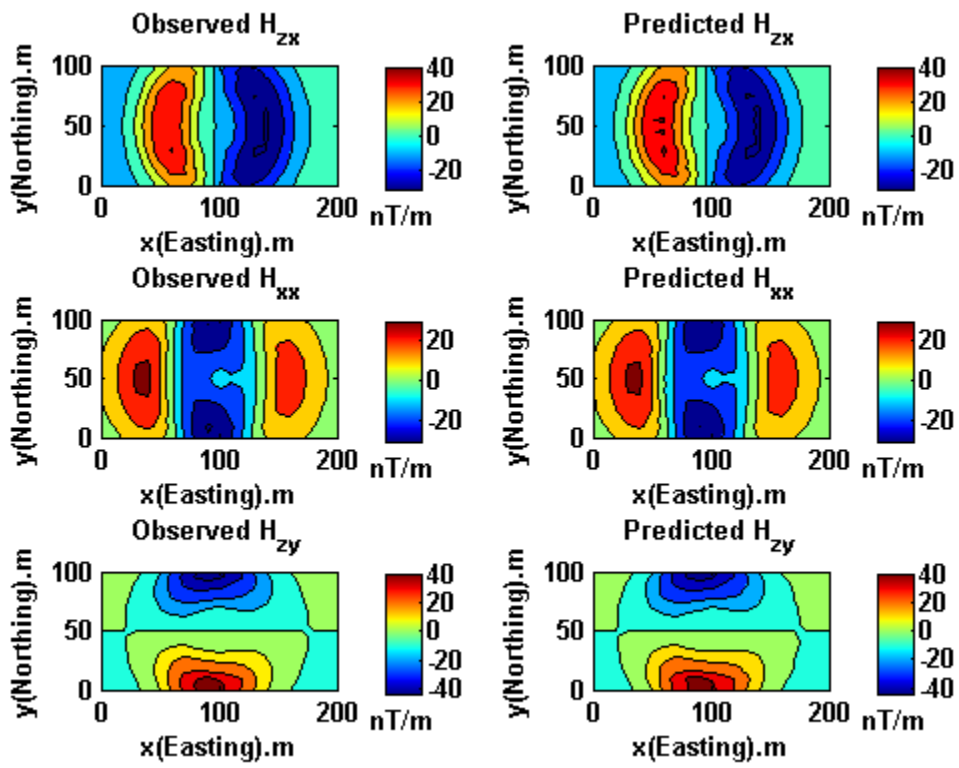 Observed H_zx
Predicted H_zx
y(Northing).m
100
50
0
0
100
200
x(Easting).m
40
20
0
-20
nT/m
y(Northing).m
100
50
0
0
100
200
x(Easting).m
40
20
0
-20
nT/m
Observed H_xx
Predicted H_xx
y(Northing).m
100
50
0
0
100
200
x(Easting).m
20
0
-20
nT/m
y(Northing).m
100
50
0
0
100
200
x(Easting).m
20
0
-20
nT/m
Observed H_zy
Predicted H_zy
y(Northing).m
100
50
0
0
100
200
x(Easting).m
40
20
0
-20
-40
nT/m
y(Northing).m
100
50
0
0
100
200
x(Easting).m
40
20
0
-20
-40
nT/m